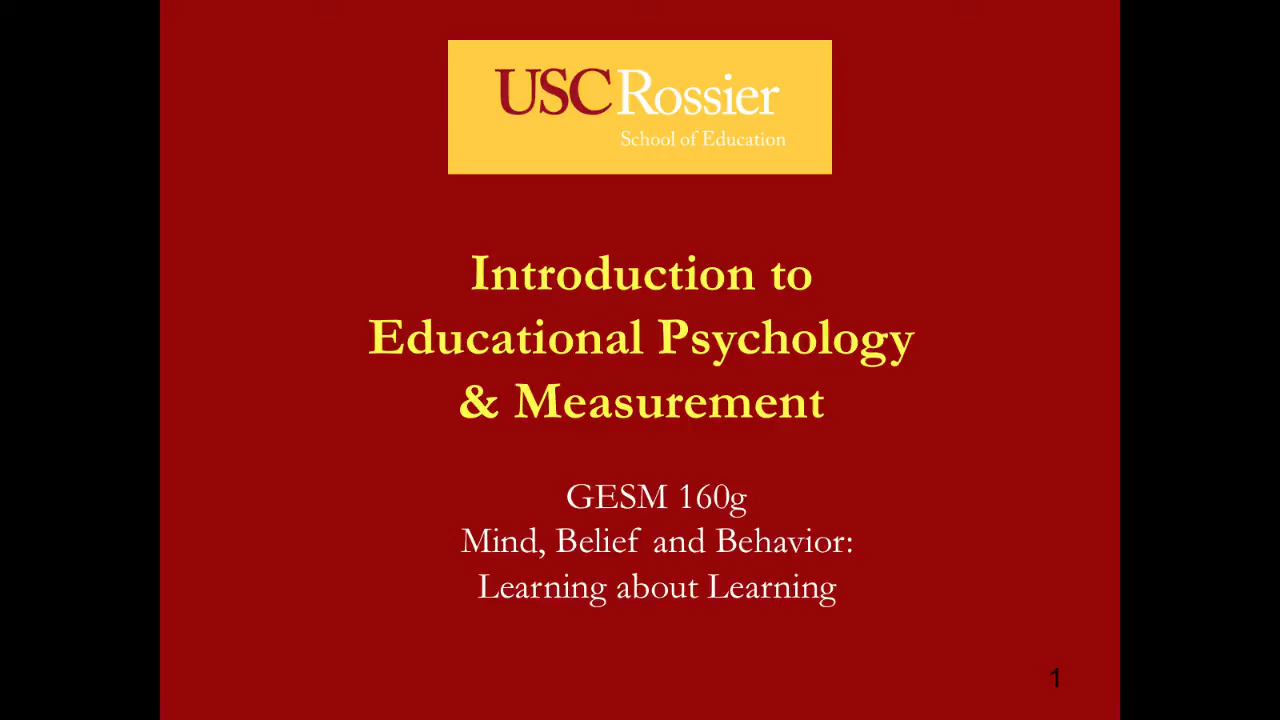 USC Rossier
School of Education
Introduction to
Educational Psychology
& Measurement
GESM 160g
Mind, Belief and Behavior:
Learning about Learning
1